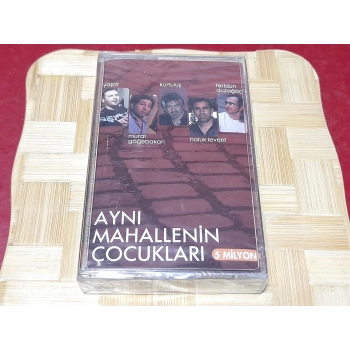 yaşar
kurtuluş
feridun
düzağaç
murat
göğebakan
haluk levent
AYNI
MAHALLENİN
ÇOCUKLARI
5 MİLYON